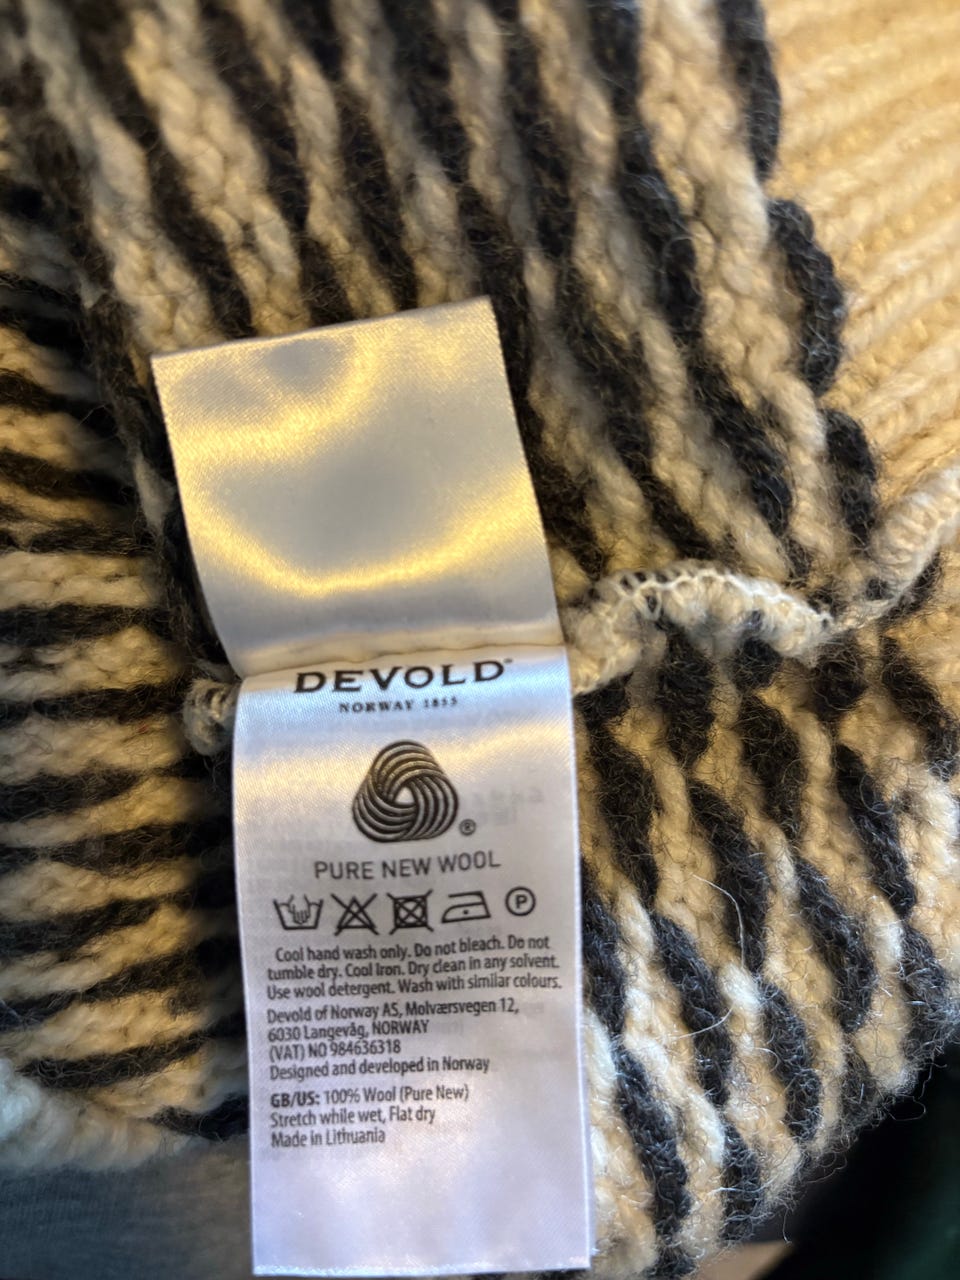 DEVOLD®
NORWAY 1853
®
PURE NEW WOOL
P
Cool hand wash only. Do not bleach. Do not
tumble dry. Cool Iron. Dry clean in any solvent.
Use wool detergent. Wash with similar colours.
Devold of Norway AS, Molværsvegen 12,
6030 Langevåg, NORWAY
(VAT) NO 984636318
Designed and developed in Norway
GB/US: 100% Wool (Pure New)
Stretch while wet, Flat dry
Made in Lithuania